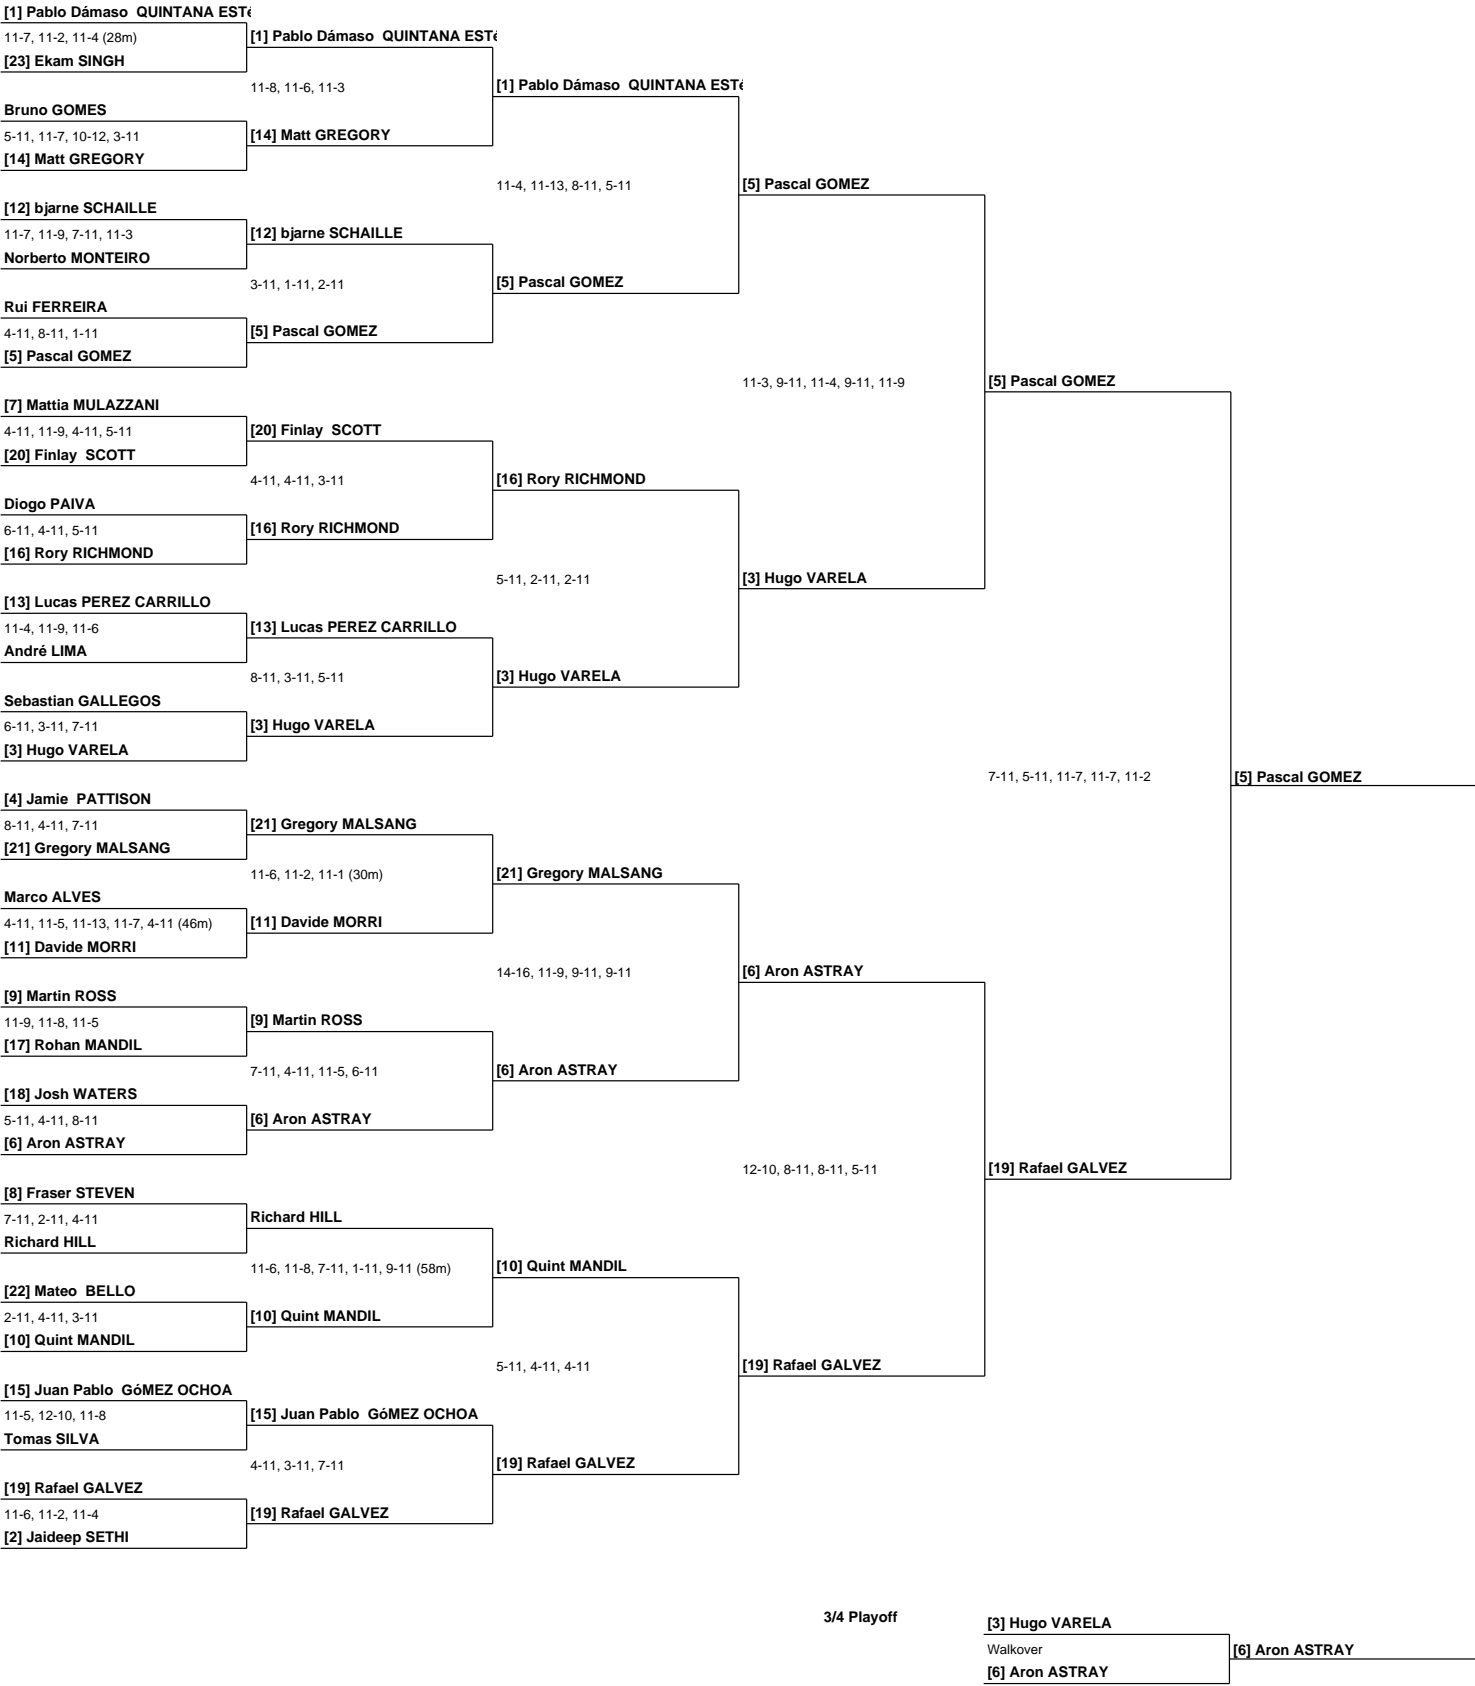 [1] Pablo Dámaso  QUINTANA ESTé
11-7, 11-2, 11-4 (28m)
[1] Pablo Dámaso  QUINTANA ESTé
[23] Ekam SINGH
11-8, 11-6, 11-3
[1] Pablo Dámaso  QUINTANA ESTé
Bruno GOMES
5-11, 11-7, 10-12, 3-11
[14] Matt GREGORY
[14] Matt GREGORY
11-4, 11-13, 8-11, 5-11
[5] Pascal GOMEZ
[12] bjarne SCHAILLE
11-7, 11-9, 7-11, 11-3
[12] bjarne SCHAILLE
Norberto MONTEIRO
3-11, 1-11, 2-11
[5] Pascal GOMEZ
Rui FERREIRA
4-11, 8-11, 1-11
[5] Pascal GOMEZ
[5] Pascal GOMEZ
11-3, 9-11, 11-4, 9-11, 11-9
[5] Pascal GOMEZ
[7] Mattia MULAZZANI
4-11, 11-9, 4-11, 5-11
[20] Finlay  SCOTT
[20] Finlay  SCOTT
4-11, 4-11, 3-11
[16] Rory RICHMOND
Diogo PAIVA
6-11, 4-11, 5-11
[16] Rory RICHMOND
[16] Rory RICHMOND
5-11, 2-11, 2-11
[3] Hugo VARELA
[13] Lucas PEREZ CARRILLO
11-4, 11-9, 11-6
[13] Lucas PEREZ CARRILLO
André LIMA
8-11, 3-11, 5-11
[3] Hugo VARELA
Sebastian GALLEGOS
6-11, 3-11, 7-11
[3] Hugo VARELA
[3] Hugo VARELA
7-11, 5-11, 11-7, 11-7, 11-2
[5] Pascal GOMEZ
[4] Jamie  PATTISON
8-11, 4-11, 7-11
[21] Gregory MALSANG
[21] Gregory MALSANG
11-6, 11-2, 11-1 (30m)
[21] Gregory MALSANG
Marco ALVES
4-11, 11-5, 11-13, 11-7, 4-11 (46m)
[11] Davide MORRI
[11] Davide MORRI
14-16, 11-9, 9-11, 9-11
[6] Aron ASTRAY
[9] Martin ROSS
11-9, 11-8, 11-5
[9] Martin ROSS
[17] Rohan MANDIL
7-11, 4-11, 11-5, 6-11
[6] Aron ASTRAY
[18] Josh WATERS
5-11, 4-11, 8-11
[6] Aron ASTRAY
[6] Aron ASTRAY
12-10, 8-11, 8-11, 5-11
[19] Rafael GALVEZ
[8] Fraser STEVEN
7-11, 2-11, 4-11
Richard HILL
Richard HILL
11-6, 11-8, 7-11, 1-11, 9-11 (58m)
[10] Quint MANDIL
[22] Mateo  BELLO
2-11, 4-11, 3-11
[10] Quint MANDIL
[10] Quint MANDIL
5-11, 4-11, 4-11
[19] Rafael GALVEZ
[15] Juan Pablo  GóMEZ OCHOA
11-5, 12-10, 11-8
[15] Juan Pablo  GóMEZ OCHOA
Tomas SILVA
4-11, 3-11, 7-11
[19] Rafael GALVEZ
[19] Rafael GALVEZ
11-6, 11-2, 11-4
[19] Rafael GALVEZ
[2] Jaideep SETHI
3/4 Playoff
[3] Hugo VARELA
Walkover
[6] Aron ASTRAY
[6] Aron ASTRAY